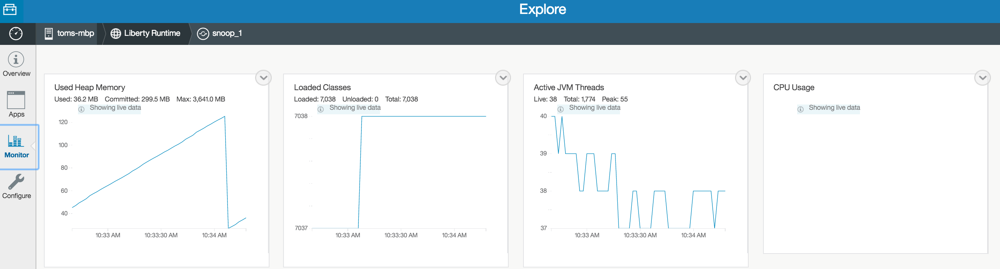 Explore
toms-mbp
Liberty Runtime
snoop_1
Overview
Apps
Monitor
Configure
Used Heap Memory
Used: 36.2 MB Committed: 299.5 MB Max: 3,641.0 MB
Showing live data
120
100
80
60
40
10:33 AM 10:33:30 AM 10:34 AM
Loaded Classes
Loaded: 7,038 Unloaded: 0 Total: 7,038
Showing live data
7038
7037
10:33 AM 10:33:30 AM 10:34 AM
Active JVM Threads
Live: 38 Total: 1,774 Peak: 55
Showing live data
40
39
38
37
10:33 AM 10:33:30 AM 10:34 AM
CPU Usage
Showing live data